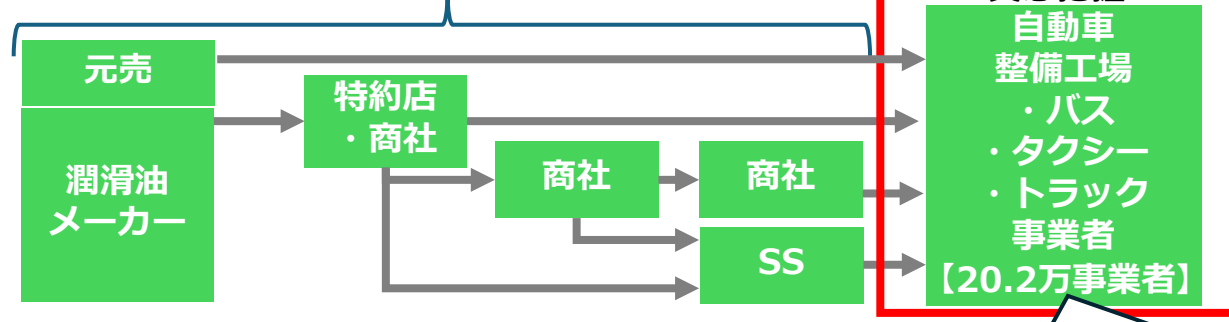 元売
潤滑油
メーカー
特約店
・商社
商社
商社
SS
自動車
整備工場
・バス
・タクシー
・トラック
事業者
【20.2万事業者】